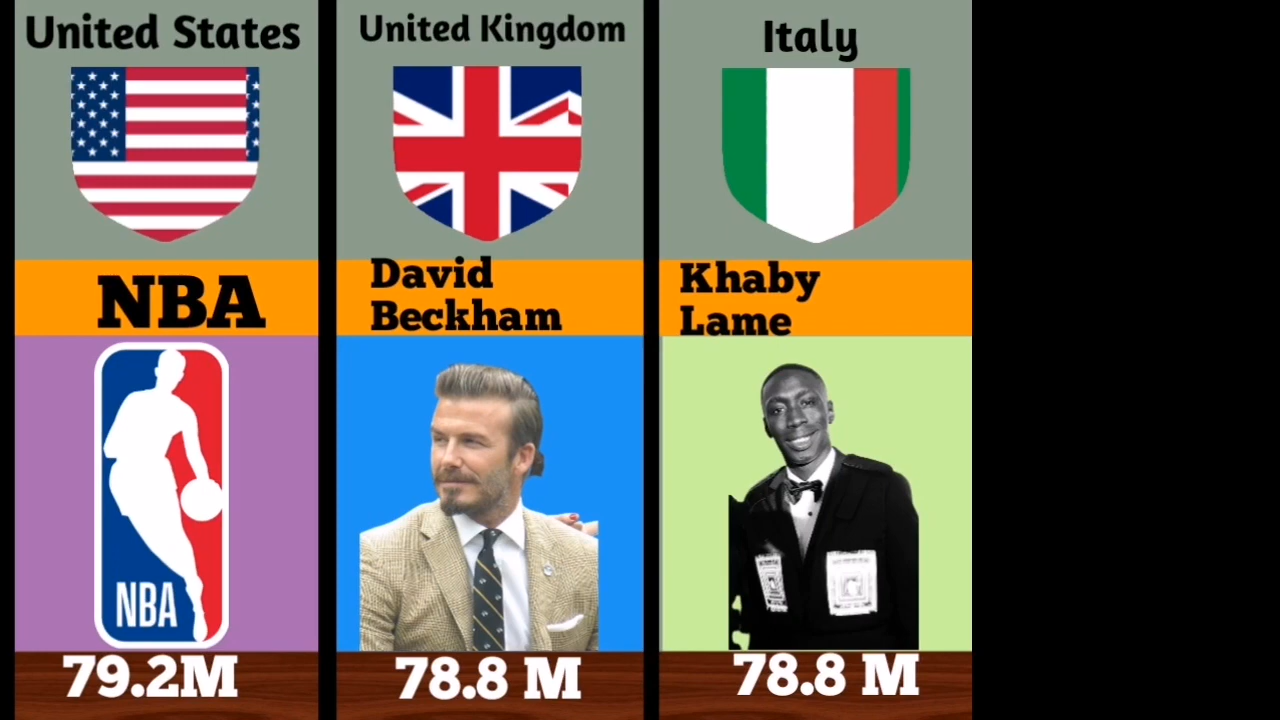 United States
NBA
NBA
79.2M
United Kingdom
David
Beckham
78.8 M
Italy
Khaby
Lame
78.8 M